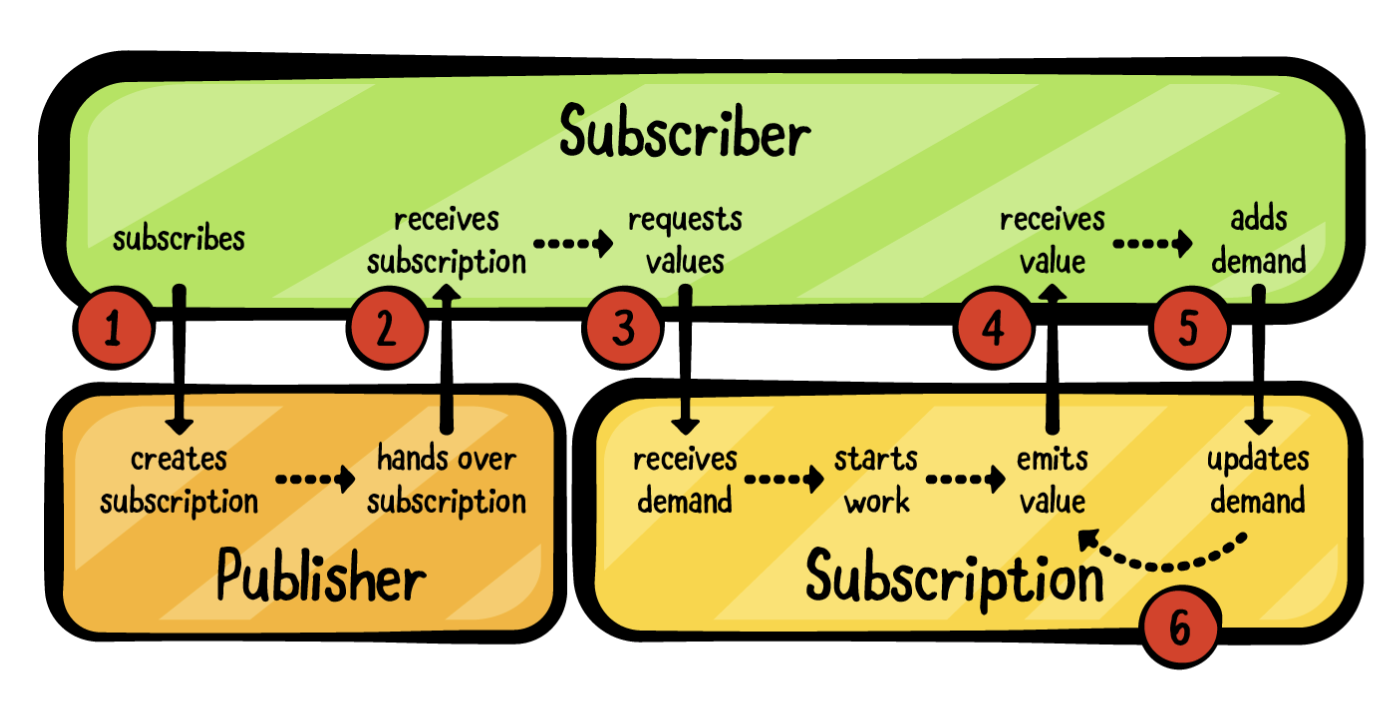 Subscriber
subscribes
receives
subscription
requests
values
receives
value
adds
demand
1
2
3
4
5
creates
subscription
hands over
subscription
Publisher
receives
demand
starts
work
emits
value
updates
demand
Subscription
6